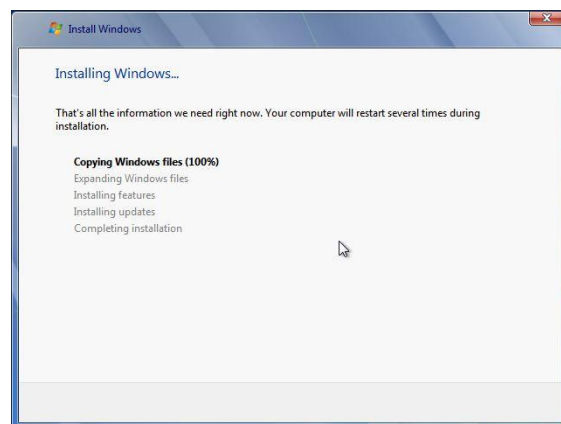 Install Windows
Installing Windows...
That's all the information we need right now. Your computer will restart several times during
installation.
Copying Windows files (100%)
Expanding Windows files
Installing features
Installing updates
Completing installation